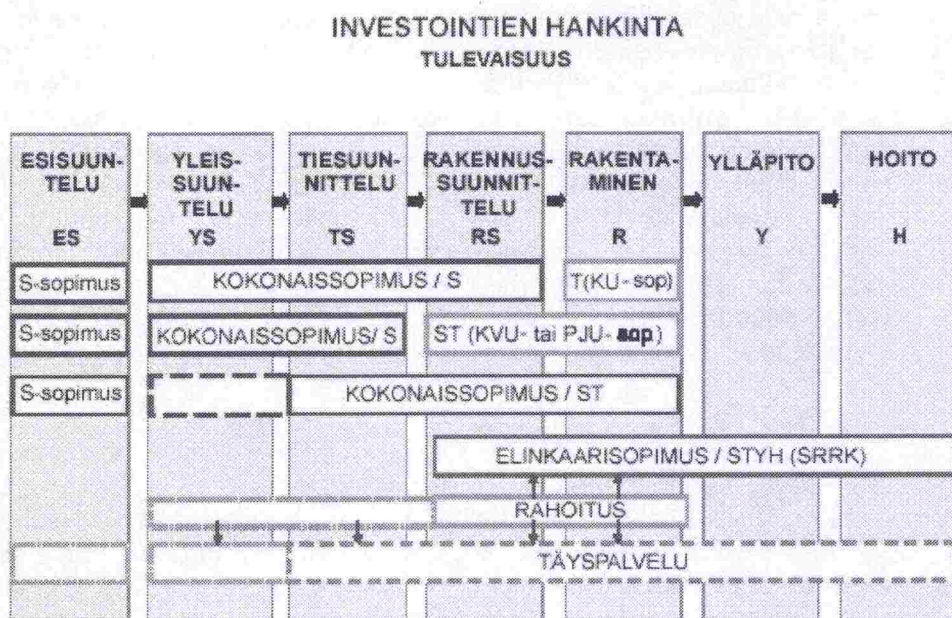 INVESTOINTIEN HANKINTA
TULEVAISUUS
ESISUUN-
TELU
ES
YLEIS-
SUUN-
TELU
YS
TIESUUN-
NITTELU
TS
RAKENNUS-
SUUNNIT-
TELU
RS
RAKENTA-
MINEN
R
YLLÄPITO
Y
HOITO
H
S-sopimus
KOKONAISSOPIMUS / S
T(KU-sop)
S-sopimus
KOKONAISSOPIMUS/ S
ST (KVU- tai PJU-sop)
S-sopimus
KOKONAISSOPIMUS / ST
ELINKAARISOPIMUS / STYH (SRRK)
RAHOITUS
TÄYSPALVELU